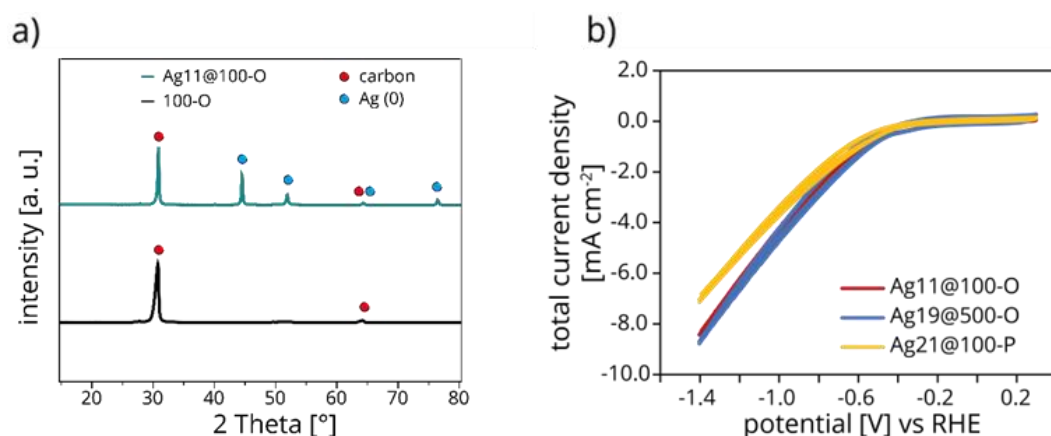 a)
Ag11@100-O
100-O
carbon
Ag (0)
intensity [a. u.]
20 30 40 50 60 70 80
2 Theta [°]
b)
2.0
0.0
-2.0
-4.0
-6.0
-8.0
-10.0
total current density
[mA cm-2]
Ag11@100-O
Ag19@500-O
Ag21@100-P
-1.4 -1.0 -0.6 -0.2 0.2
potential [V] vs RHE